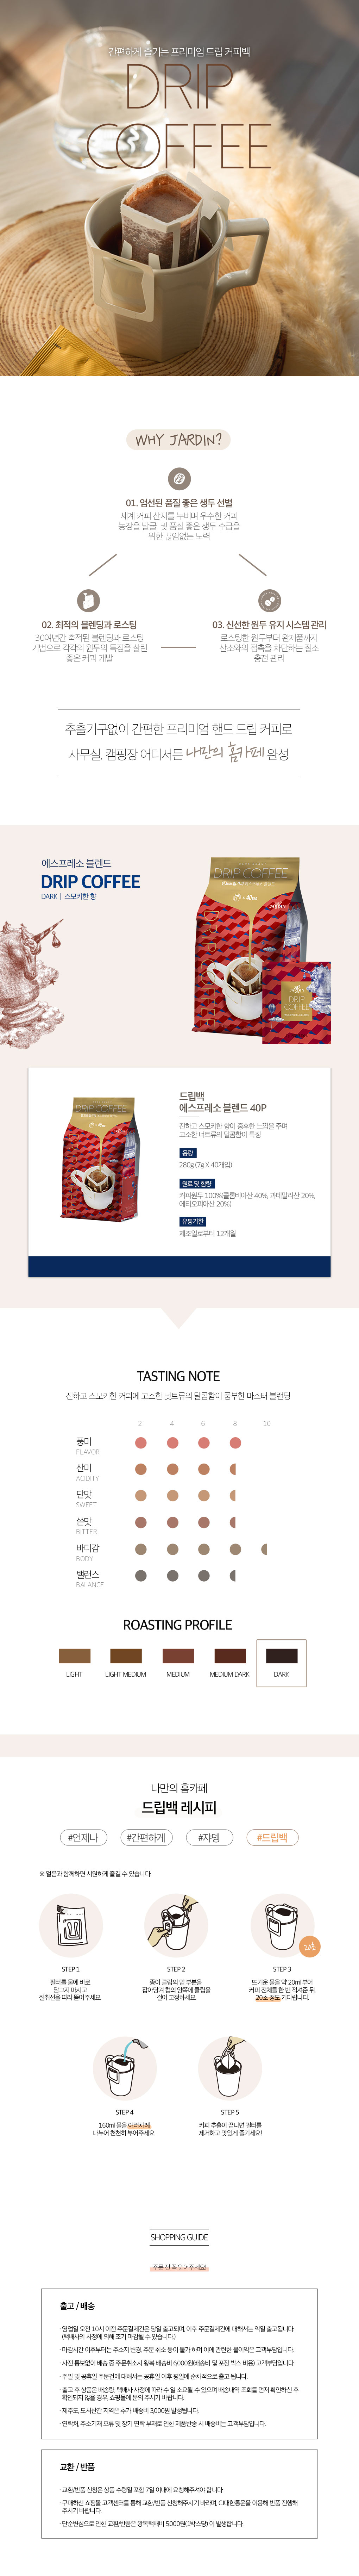 간편하게 즐기는 프리미엄 드립 커피백
DRIP
COFFEE
WHY JARDIN?
01. 엄선된 품질 좋은 생두 선별
세계 커피 산지를 누비며 우수한 커피
농장을 발굴 및 품질 좋은 생두 수급을
위한 끊임없는 노력
02. 최적의 블렌딩과 로스팅
30여년간 축적된 블렌딩과 로스팅
기법으로 각각의 원두의 특징을 살린
좋은 커피 개발
03. 신선한 원두 유지 시스템 관리
로스팅한 원두부터 완제품까지
산소와의 접촉을 차단하는 질소
충전 관리
추출기구없이 간편한 프리미엄 핸드 드립 커피로
사무실, 캠핑장 어디서든 나만의 홈카페 완성
에스프레소 블렌드
DRIP COFFEE
DARK | 스모키한 향
DRIP COFFEE
DRIP COFFEE
DRIP
COFFEE
DRIP COFFEE
드립백
에스프레소 블렌드 40P
진하고 스모키한 향이 중후한 느낌을 주며
고소한 너트류의 달콤함이 특징
용량
280g (7g X 40개입)
원료 및 함량
커피원두 100%(콜롬비아산 40%, 과테말라산 20%,
에티오피아산 20%)
유통기한
제조일로부터 12개월
TASTING NOTE
진하고 스모키한 커피에 고소한 넛트류의 달콤함이 풍부한 마스터 블랜딩
2 4 6 8 10
풍미
FLAVOR
산미
ACIDITY
단맛
SWEET
쓴맛
BITTER
바디감
BODY
밸런스
BALANCE
ROASTING PROFILE
LIGHT LIGHT MEDIUM MEDIUM MEDIUM DARK DARK
나만의 홈카페
드립백 레시피
#언제나 #간편하게 #쟈뎅 #드립백
※ 얼음과 함께하면 시원하게 즐길 수 있습니다.
STEP 1
필터를 물에 바로
담그지 마시고
절취선을 따라 뜯어주세요.
STEP 2
종이 클립의 밑 부분을
잡아당겨 컵의 양쪽에 클립을
걸어 고정하세요.
20초
STEP 3
뜨거운 물을 약 20ml 부어
커피 전체를 한 번 적셔준 뒤,
20초 정도 기다립니다.
STEP 4
160ml 물을 여러차례
나누어 천천히 부어주세요.
STEP 5
커피 추출이 끝나면 필터를
제거하고 맛있게 즐기세요!
SHOPPING GUIDE
주문 전 꼭 읽어주세요!
출고 / 배송
· 영업일 오전 10시 이전 주문결제건은 당일 출고되며, 이후 주문결제건에 대해서는 익일 출고됩니다.
(택배사의 사정에 의해 조기 마감될 수 있습니다.)
· 마감시간 이후부터는 주소지 변경, 주문 취소 등이 불가 하며 이에 관련한 불이익은 고객부담입니다.
· 사전 통보없이 배송 중 주문취소시 왕복 배송비 6,000원(배송비 및 포장 박스 비용) 고객부담입니다.
· 주말 및 공휴일 주문건에 대해서는 공휴일 이후 평일에 순차적으로 출고 됩니다.
· 출고 후 상품은 배송량, 택배사 사정에 따라 수 일 소요될 수 있으며 배송내역 조회를 먼저 확인하신 후
확인되지 않을 경우, 쇼핑몰에 문의 주시기 바랍니다.
· 제주도, 도서산간 지역은 추가 배송비 3,000원 발생됩니다.
· 연락처, 주소기재 오류 및 장기 연락 부재로 인한 제품반송 시 배송비는 고객부담입니다.
교환 / 반품
· 교환/반품 신청은 상품 수령일 포함 7일 이내에 요청해주셔야 합니다.
· 구매하신 쇼핑몰 고객센터를 통해 교환/반품 신청해주시기 바라며, CJ대한통운을 이용해 반품 진행해
주시기 바랍니다.
· 단순변심으로 인한 교환/반품은 왕복택배비 5,000원(1박스당)이 발생합니다.